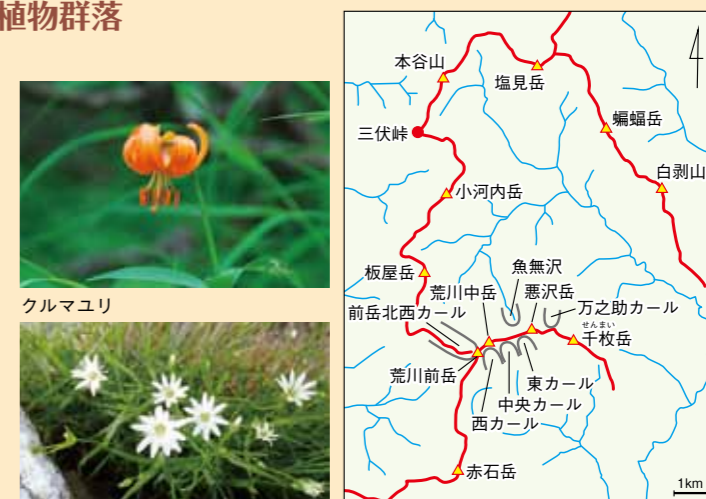 植物群落
クルマユリ
本谷山
塩見岳
三伏峠
蝙蝠岳
白剥山
小河内岳
板屋岳
魚無沢
荒川中岳
悪沢岳
万之助カール
前岳北西カール
せんまい
千枚岳
荒川前岳
東カール
中央カール
西カール
赤石岳
1km